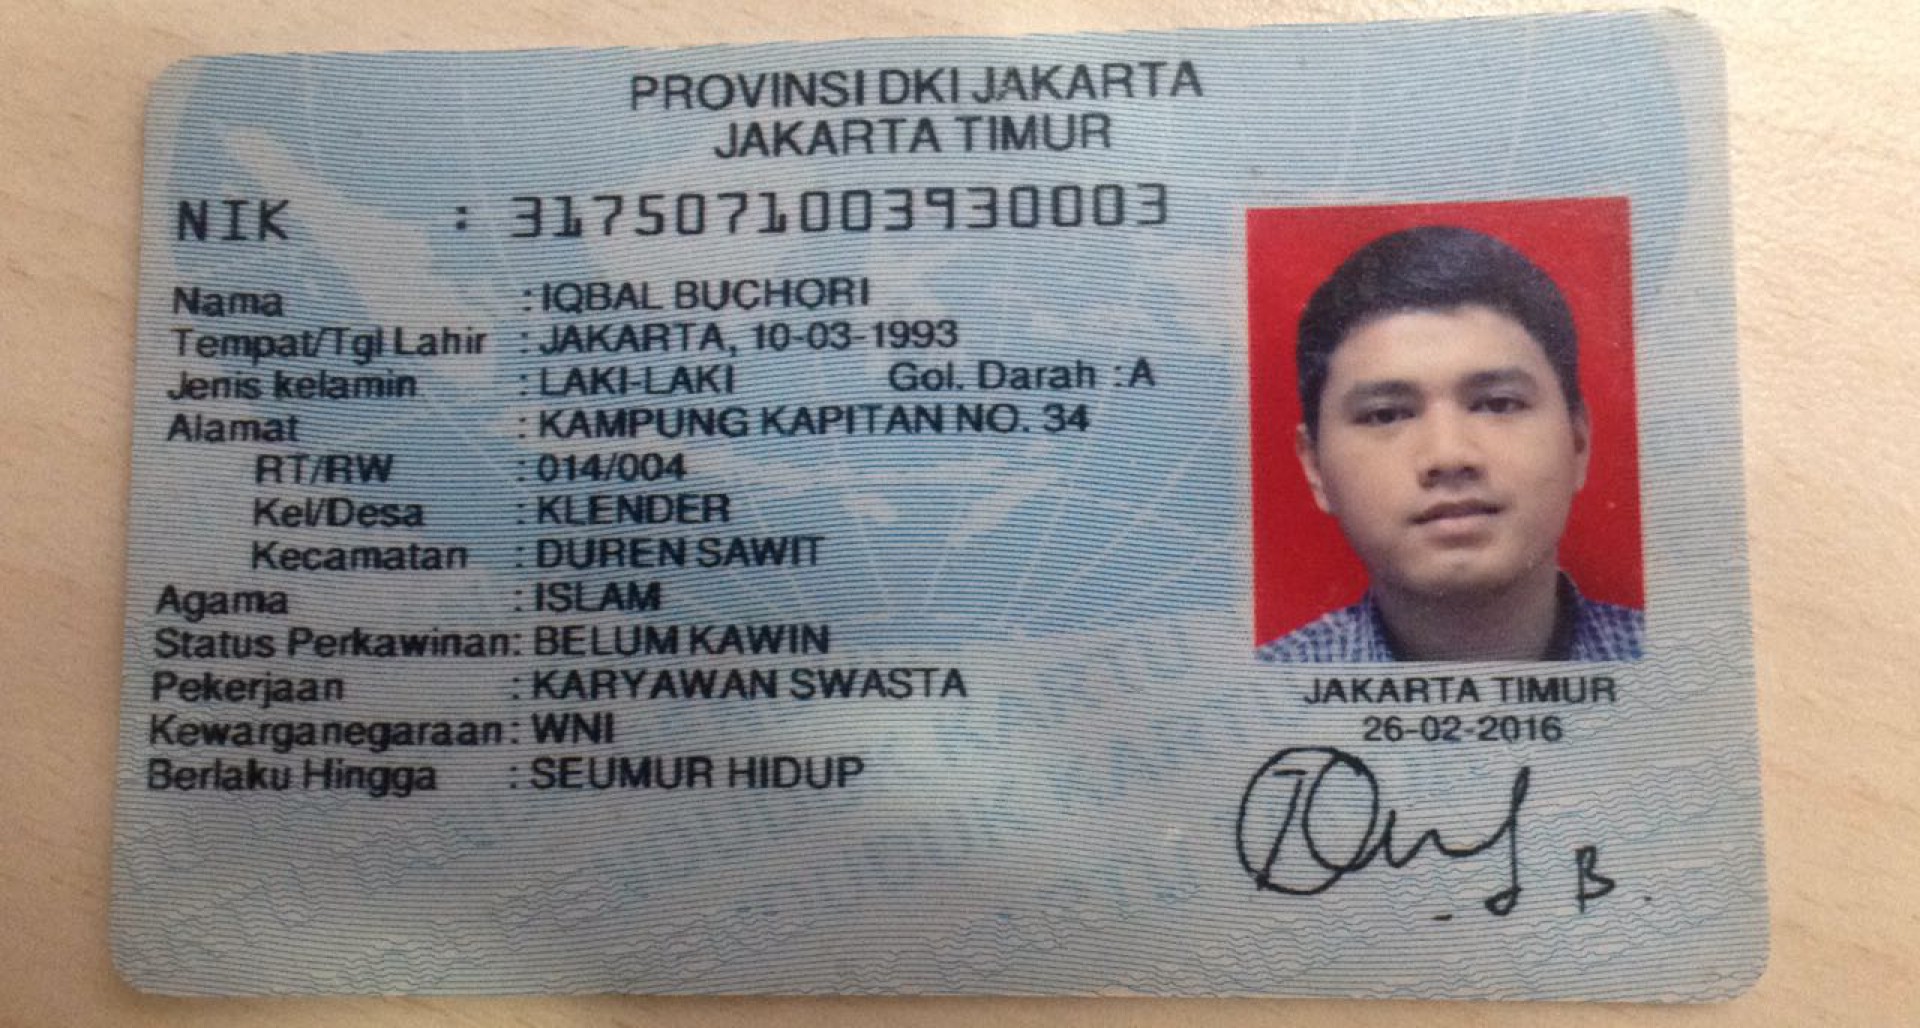 PROVINSI DKI JAKARTA
JAKARTA TIMUR
NIK : 3175071003930003
Nama : IQBAL BUCHORI
Tempat/Tgl Lahir : JAKARTA, 10-03-1993
Jenis kelamin : LAKI-LAKI Gol. Darah : A
Alamat : KAMPUNG KAPITAN NO. 34
RT/RW : 014/004
Kel/Desa : KLENDER
Kecamatan : DUREN SAWIT
Agama : ISLAM
Status Perkawinan: BELUM KAWIN
Pekerjaan : KARYAWAN SWASTA
Kewarganegaraan: WNI
Berlaku Hingga : SEUMUR HIDUP
JAKARTA TIMUR
26-02-2016